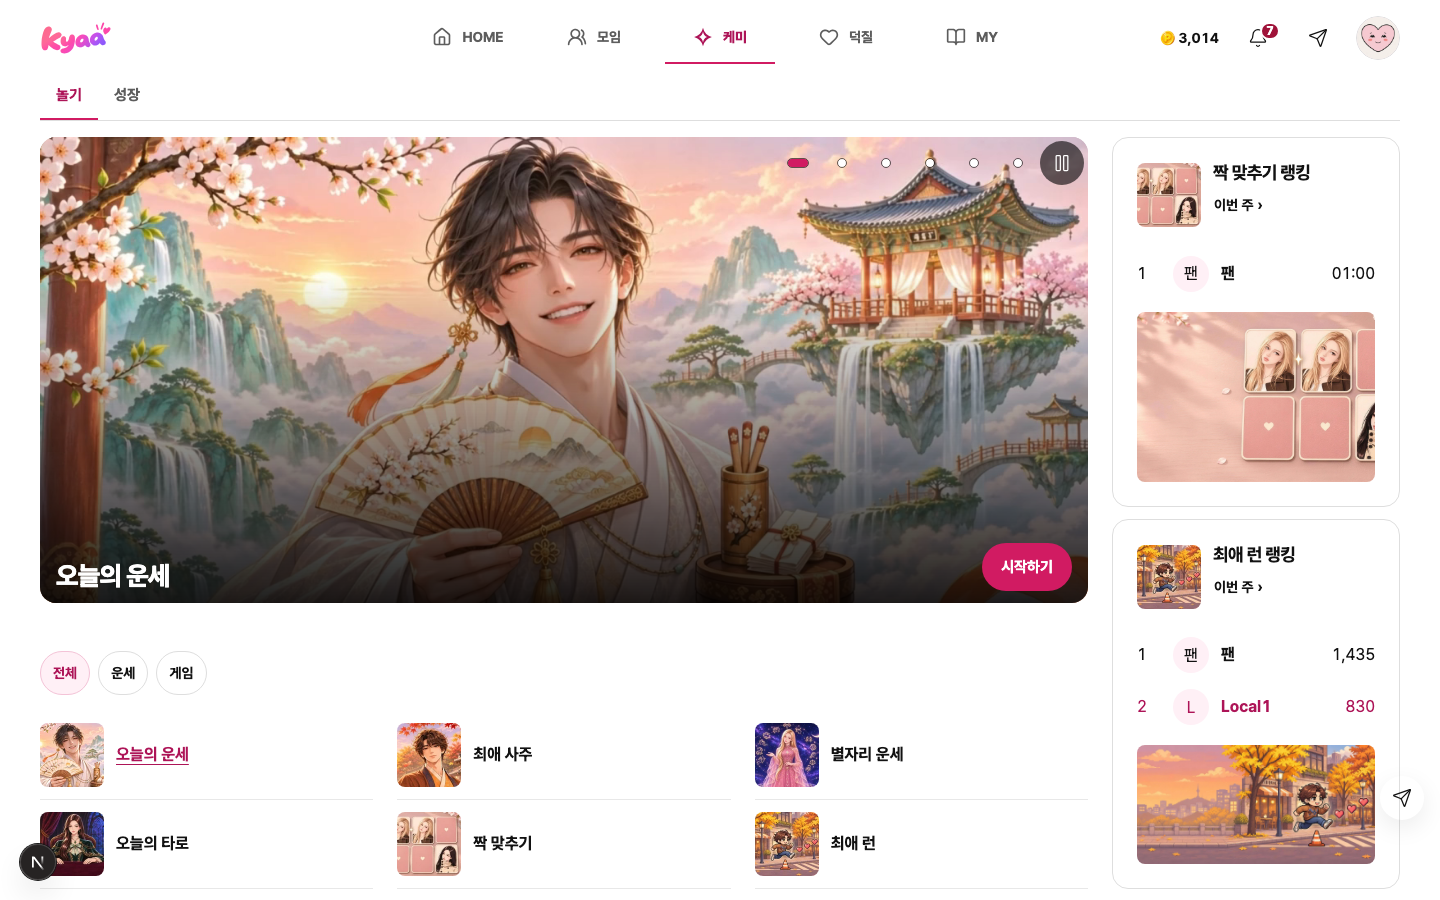 kyaa
HOME
모임
케미
덕질
MY
3,014
7
놀기
성장
오늘의 운세
시작하기
짝 맞추기 랭킹
이번 주 ›
1 팬 팬 01:00
최애 런 랭킹
이번 주 ›
1 팬 팬 1,435
2 L Local1 830
전체
운세
게임
오늘의 운세
최애 사주
별자리 운세
오늘의 타로
짝 맞추기
최애 런
N